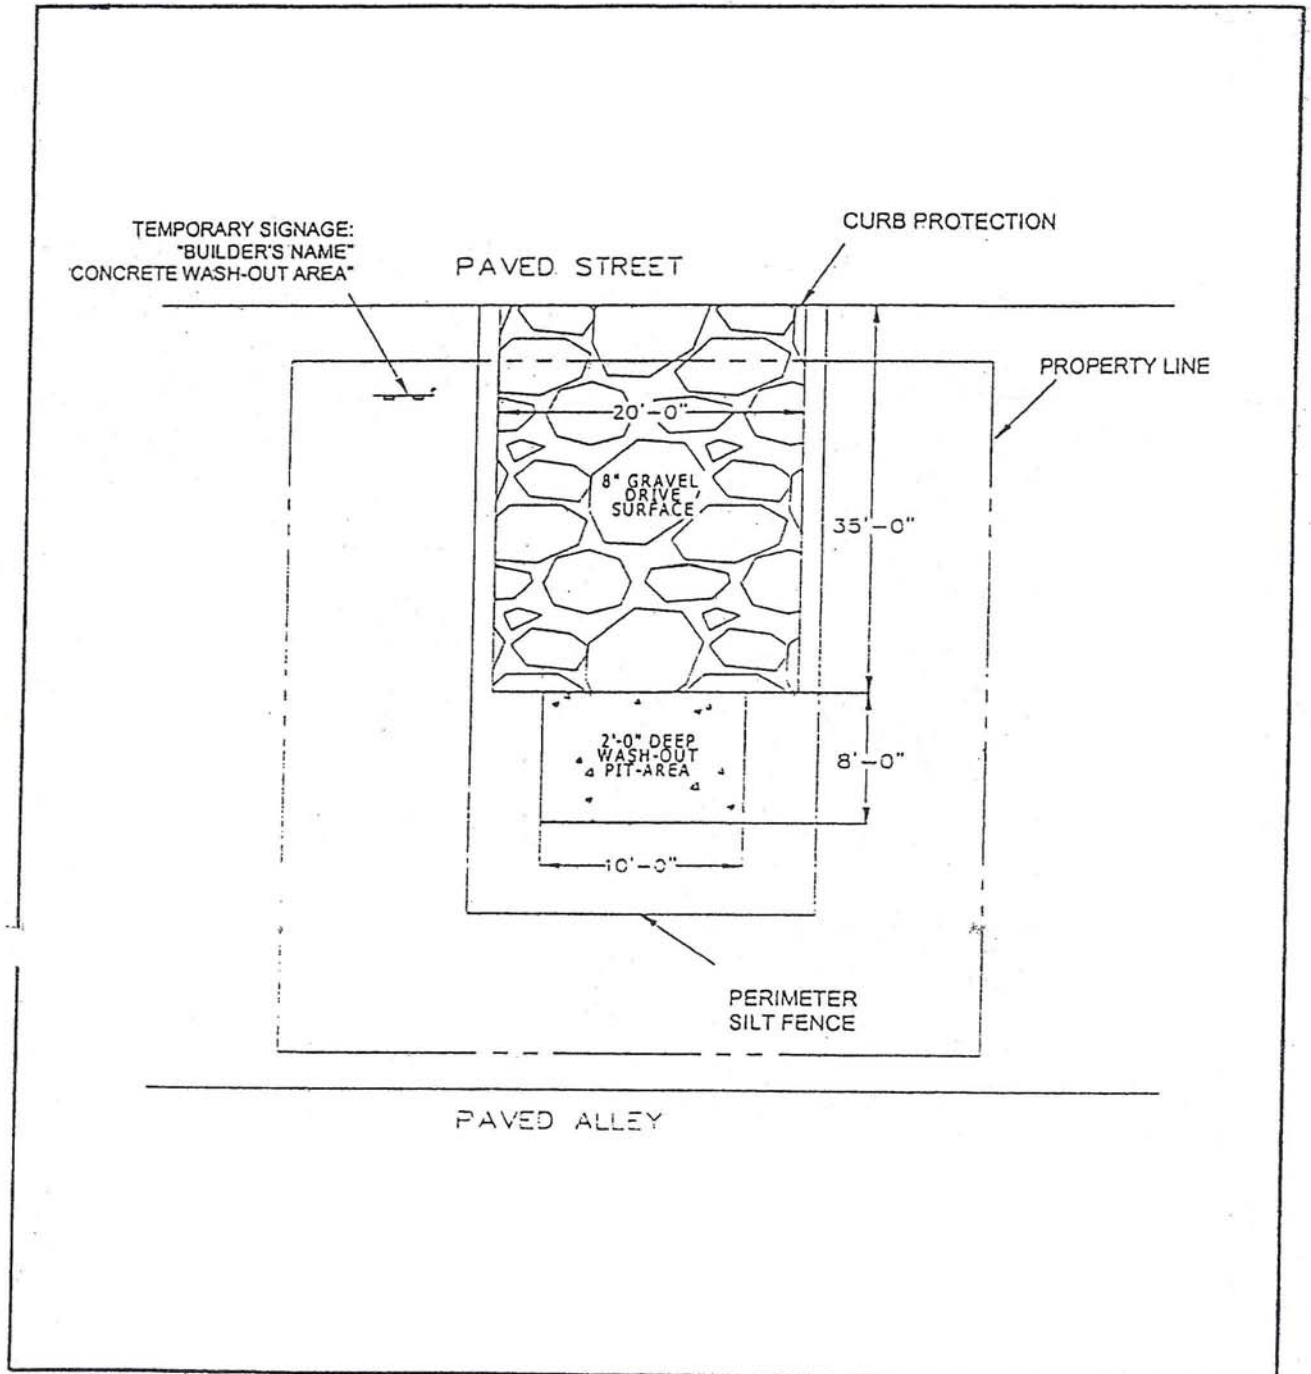 TEMPORARY SIGNAGE:
"BUILDER'S NAME"
"CONCRETE WASH-OUT AREA"
PAVED STREET
CURB PROTECTION
PROPERTY LINE
20'-0"
8" GRAVEL
DRIVE
SURFACE
35'-0"
2'-0" DEEP
WASH-OUT
PIT-AREA
8'-0"
10'-0"
PERIMETER
SILT FENCE
PAVED ALLEY